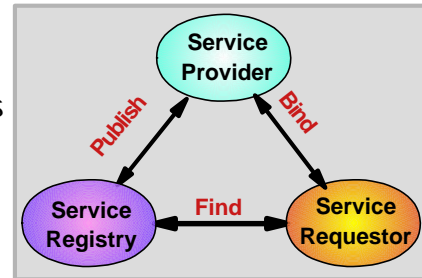 Service
Provider
s
Publish
Bind
Find
Service
Registry
Service
Requestor